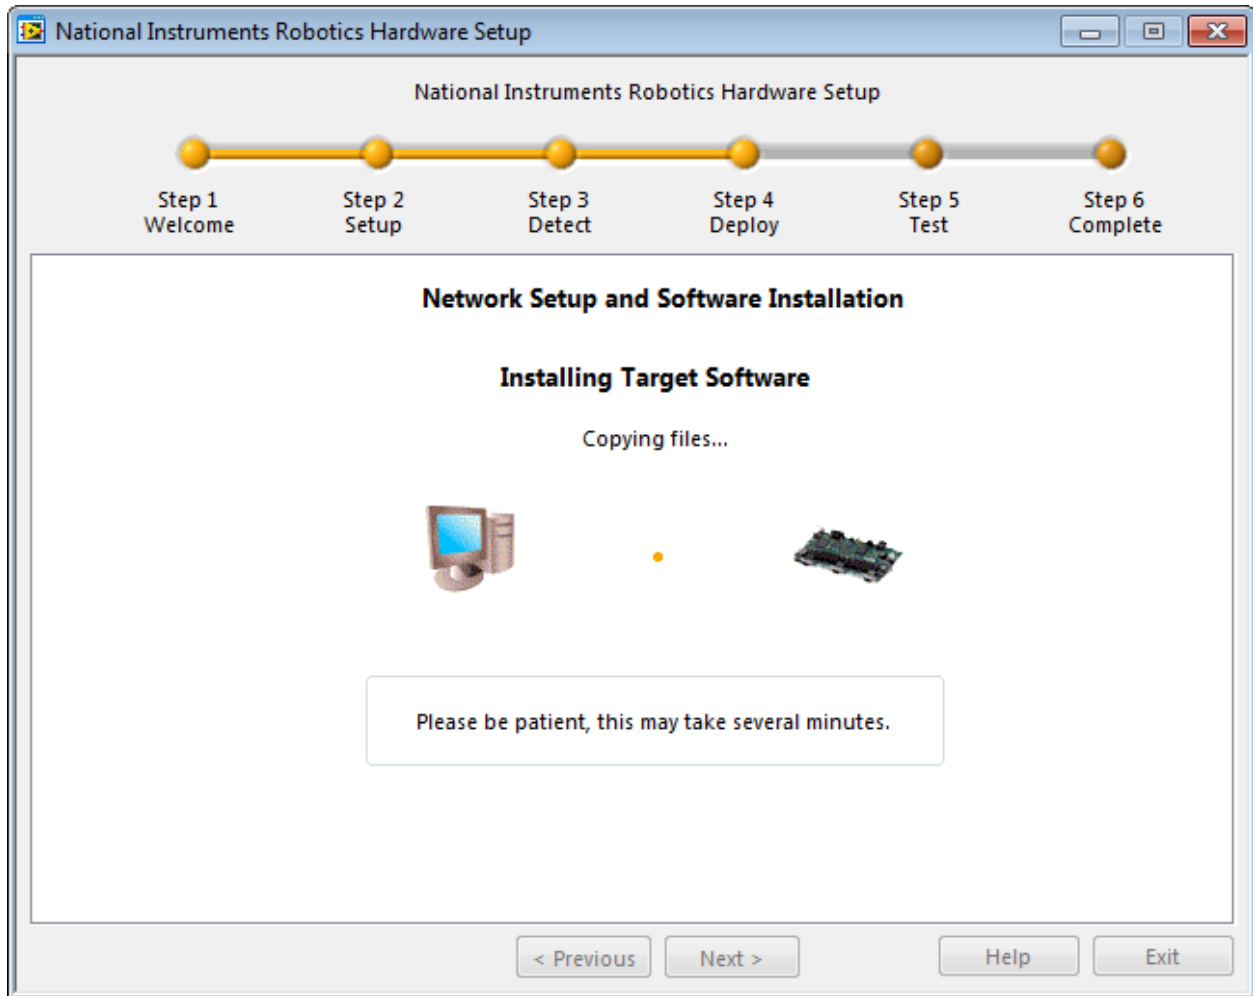 National Instruments Robotics Hardware Setup
National Instruments Robotics Hardware Setup
Step 1 Step 2 Step 3 Step 4 Step 5 Step 6
Welcome Setup Detect Deploy Test Complete
Network Setup and Software Installation
Installing Target Software
Copying files...
Please be patient, this may take several minutes.
< Previous Next > Help Exit